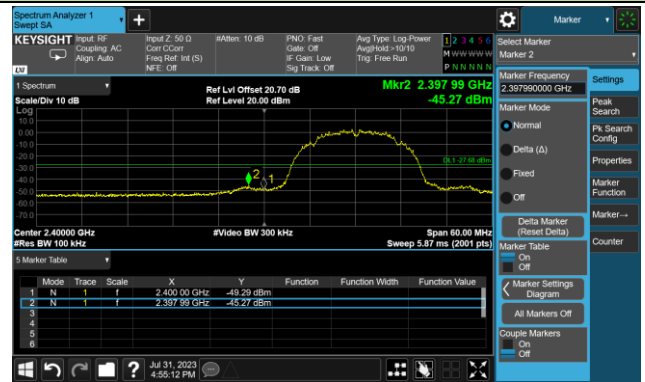 Spectrum Analyzer 1
Swept SA
Marker
KEYSIGHT
Input: RF
Coupling: AC
Align: Auto
Input Z: 50 Ω
Corr CCorr
Freq Ref: Int (S)
NFE: Off
#Atten: 10 dB
PNO: Fast
Gate: Off
IF Gain: Low
Sig Track: Off
Avg Type: Log-Power
Avg|Hold:>10/10
Trig: Free Run
1 2 3 4 5 6
M W W W W W
P N N N N N
LXI
Select Marker
Marker 2
1 Spectrum
Scale/Div 10 dB
Log
Ref Lvl Offset 20.70 dB
Ref Level 20.00 dBm
Mkr2 2.397 99 GHz
-45.27 dBm
10.0
0.00
-10.0
-20.0
-30.0
-40.0
-50.0
-60.0
-70.0
DL1 -27.68 dBm
2
1
Center 2.40000 GHz
#Res BW 100 kHz
#Video BW 300 kHz
Span 60.00 MHz
Sweep 5.87 ms (2001 pts)
5 Marker Table
Mode Trace Scale X Y Function Function Width Function Value
1 N 1 f 2.400 00 GHz -49.29 dBm
2 N 1 f 2.397 99 GHz -45.27 dBm
3
4
5
6
Marker Frequency
2.397990000 GHz
Marker Mode
Normal
Delta (Δ)
Fixed
Off
Delta Marker
(Reset Delta)
Marker Table
On
Off
Marker Settings
Diagram
All Markers Off
Couple Markers
On
Off
Settings
Peak
Search
Pk Search
Config
Properties
Marker
Function
Marker→
Counter
?
Jul 31, 2023
4:55:12 PM